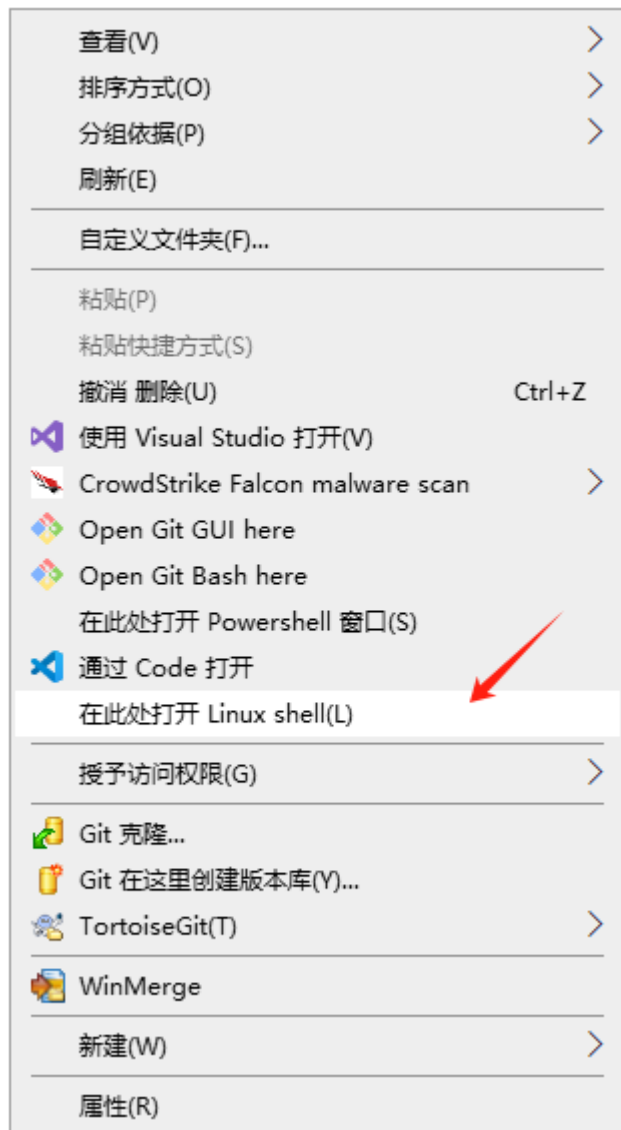 查看(V)
排序方式(O)
分组依据(P)
刷新(E)
自定义文件夹(F)...
粘贴(P)
粘贴快捷方式(S)
撤消 删除(U) Ctrl+Z
使用 Visual Studio 打开(V)
CrowdStrike Falcon malware scan
Open Git GUI here
Open Git Bash here
在此处打开 Powershell 窗口(S)
通过 Code 打开
在此处打开 Linux shell(L)
授予访问权限(G)
Git 克隆...
Git 在这里创建版本库(Y)...
TortoiseGit(T)
WinMerge
新建(W)
属性(R)